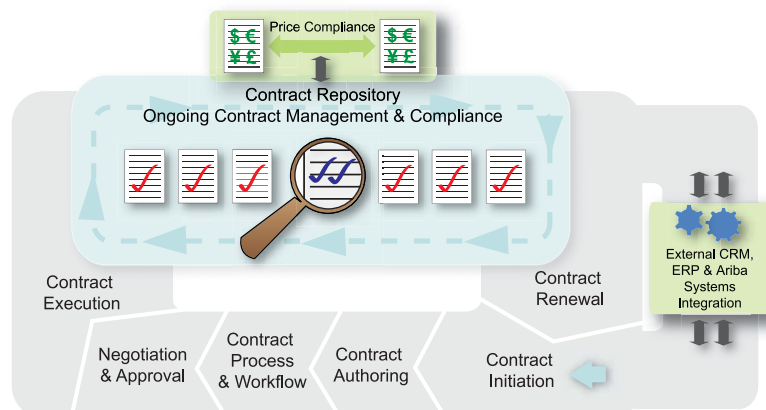 Price Compliance
$ €
¥ £
$ €
¥ £
Contract Repository
Ongoing Contract Management & Compliance
External CRM,
ERP & Ariba
Systems
Integration
Contract
Execution
Contract
Renewal
Negotiation
& Approval
Contract
Process
& Workflow
Contract
Authoring
Contract
Initiation